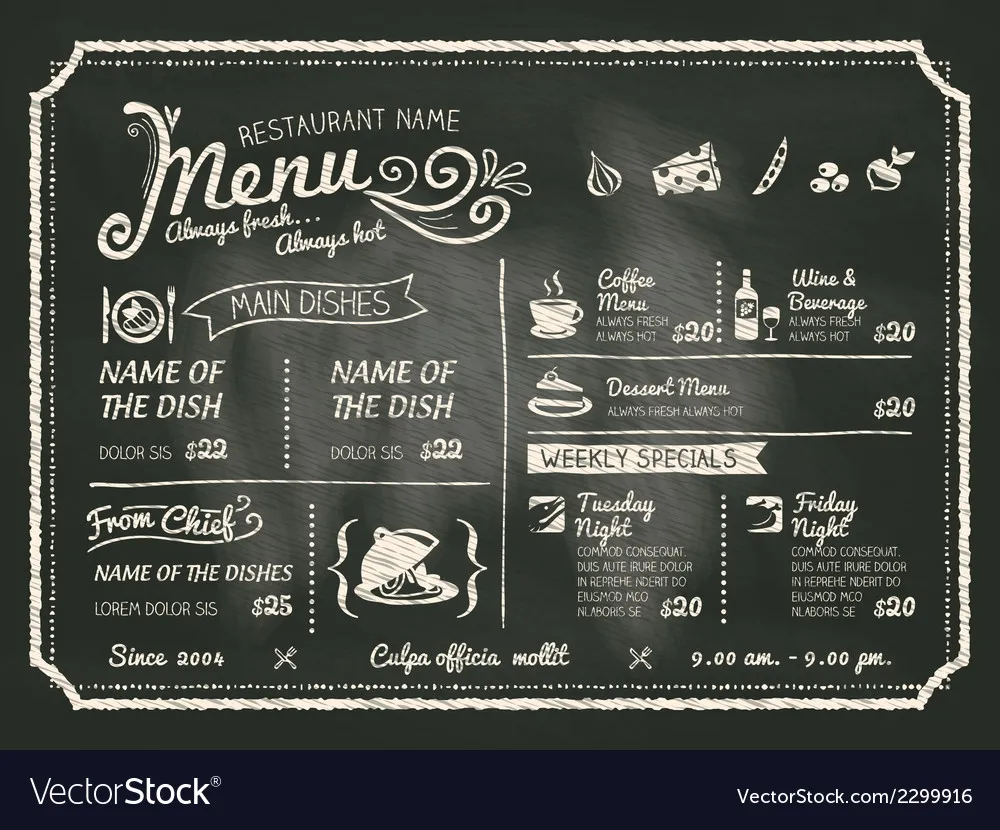 RESTAURANT NAME
Menu
Always fresh...
Always hot
MAIN DISHES
NAME OF
THE DISH
DOLOR SIS $22
NAME OF
THE DISH
DOLOR SIS $22
From Chief
NAME OF THE DISHES
LOREM DOLOR SIS $25
Coffee
Menu
ALWAYS FRESH
ALWAYS HOT $20
Wine &
Beverage
ALWAYS FRESH
ALWAYS HOT $20
Dessert Menu
ALWAYS FRESH ALWAYS HOT $20
WEEKLY SPECIALS
Tuesday
Night
COMMOD CONSEQUAT.
DUIS AUTE IRURE DOLOR
IN REPREHE NDERIT DO
EIUSMOD MCO
NLABORIS SE $20
Friday
Night
COMMOD CONSEQUAT.
DUIS AUTE IRURE DOLOR
IN REPREHE NDERIT DO
EIUSMOD MCO
NLABORIS SE $20
Since 2004 Culpa officia mollit 9.00 am. - 9.00 pm.
VectorStock® VectorStock.com/2299916